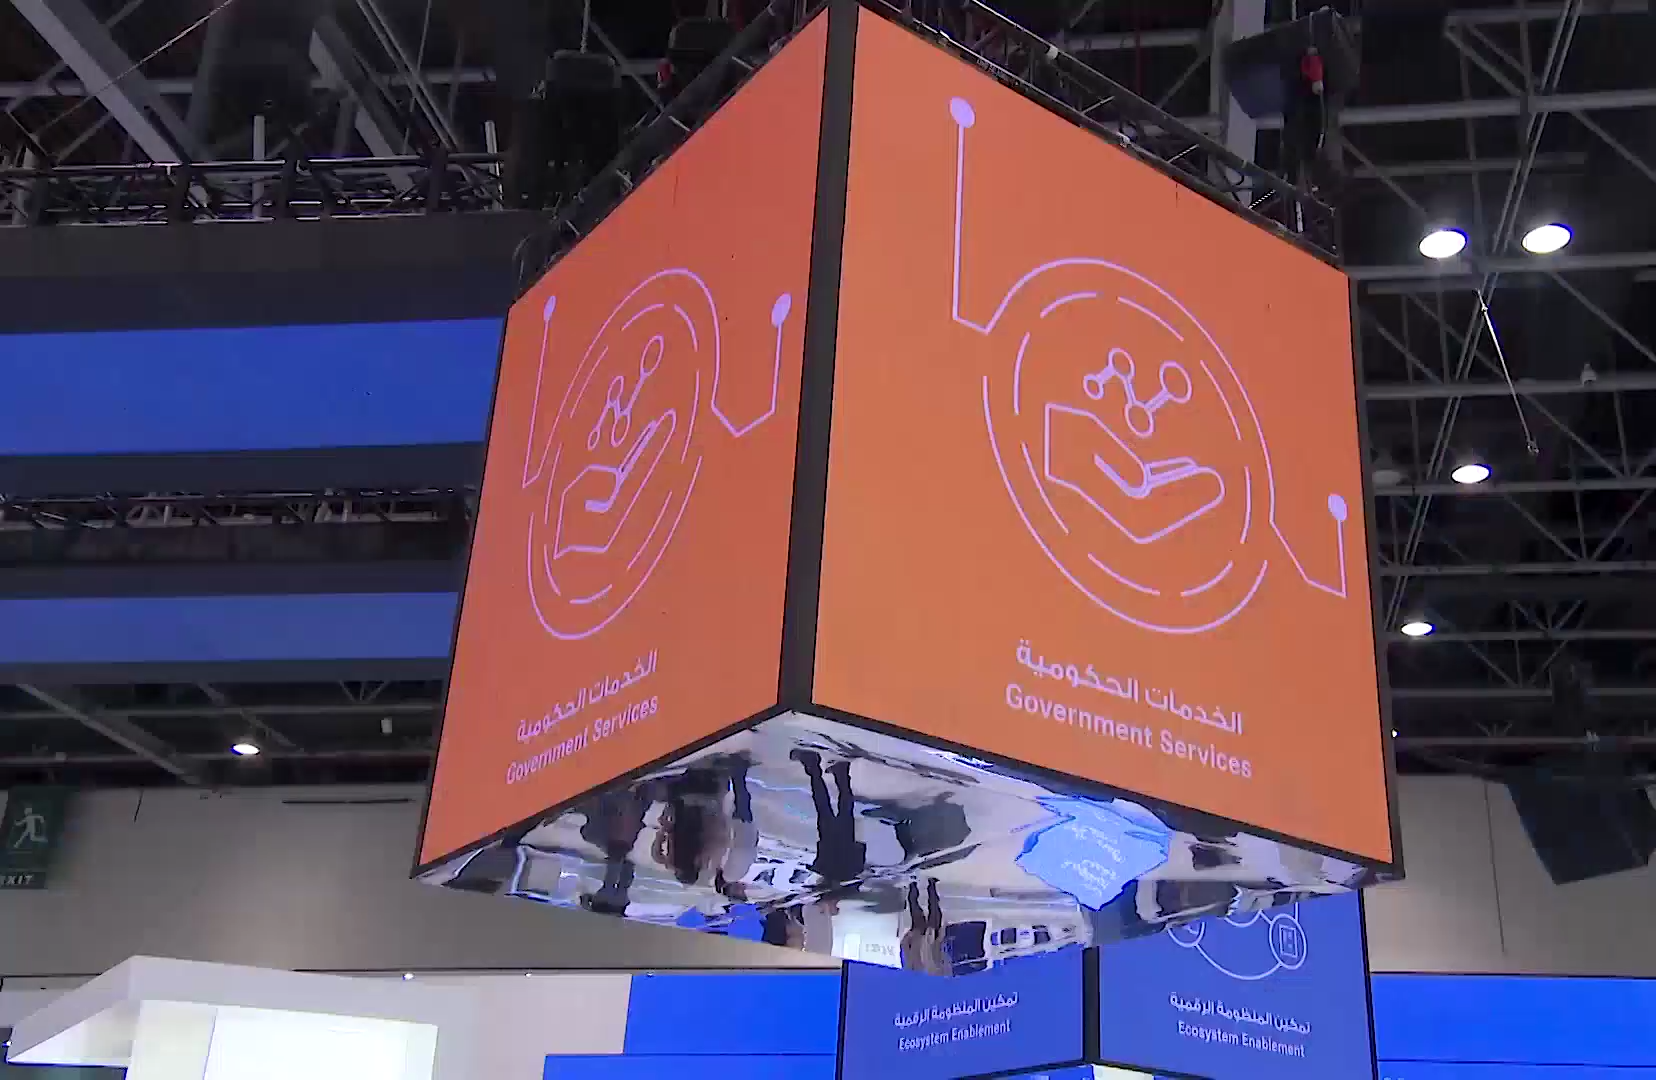 الخدمات الحكومية
Government Services
الخدمات الحكومية
Government Services
EXIT
تمكين المنظومة الرقمية
Ecosystem Enablement
تمكين المنظومة الرقمية
Ecosystem Enablement